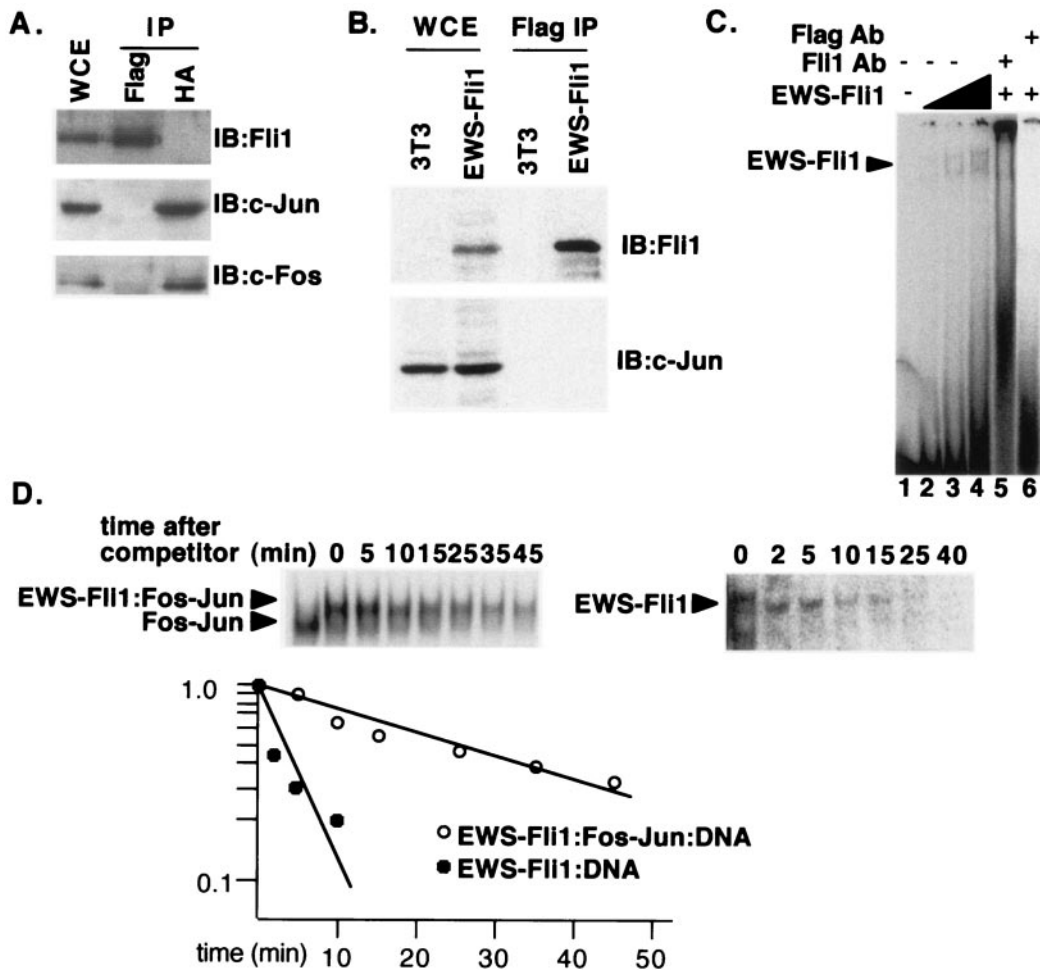 A.
IP
WCE
Flag
HA
IB:Fli1
IB:c-Jun
IB:c-Fos
B.
WCE Flag IP
3T3
EWS-Fli1
3T3
EWS-Fli1
IB:Fli1
IB:c-Jun
C.
Flag Ab +
Fli1 Ab - - - +
EWS-Fli1 - + +
EWS-Fli1
1 2 3 4 5 6
D.
time after
competitor (min) 0 5 10 15 25 35 45
EWS-Fli1:Fos-Jun
Fos-Jun
0 2 5 10 15 25 40
EWS-Fli1
1.0
0.1
EWS-Fli1:Fos-Jun:DNA
EWS-Fli1:DNA
time (min) 10 20 30 40 50